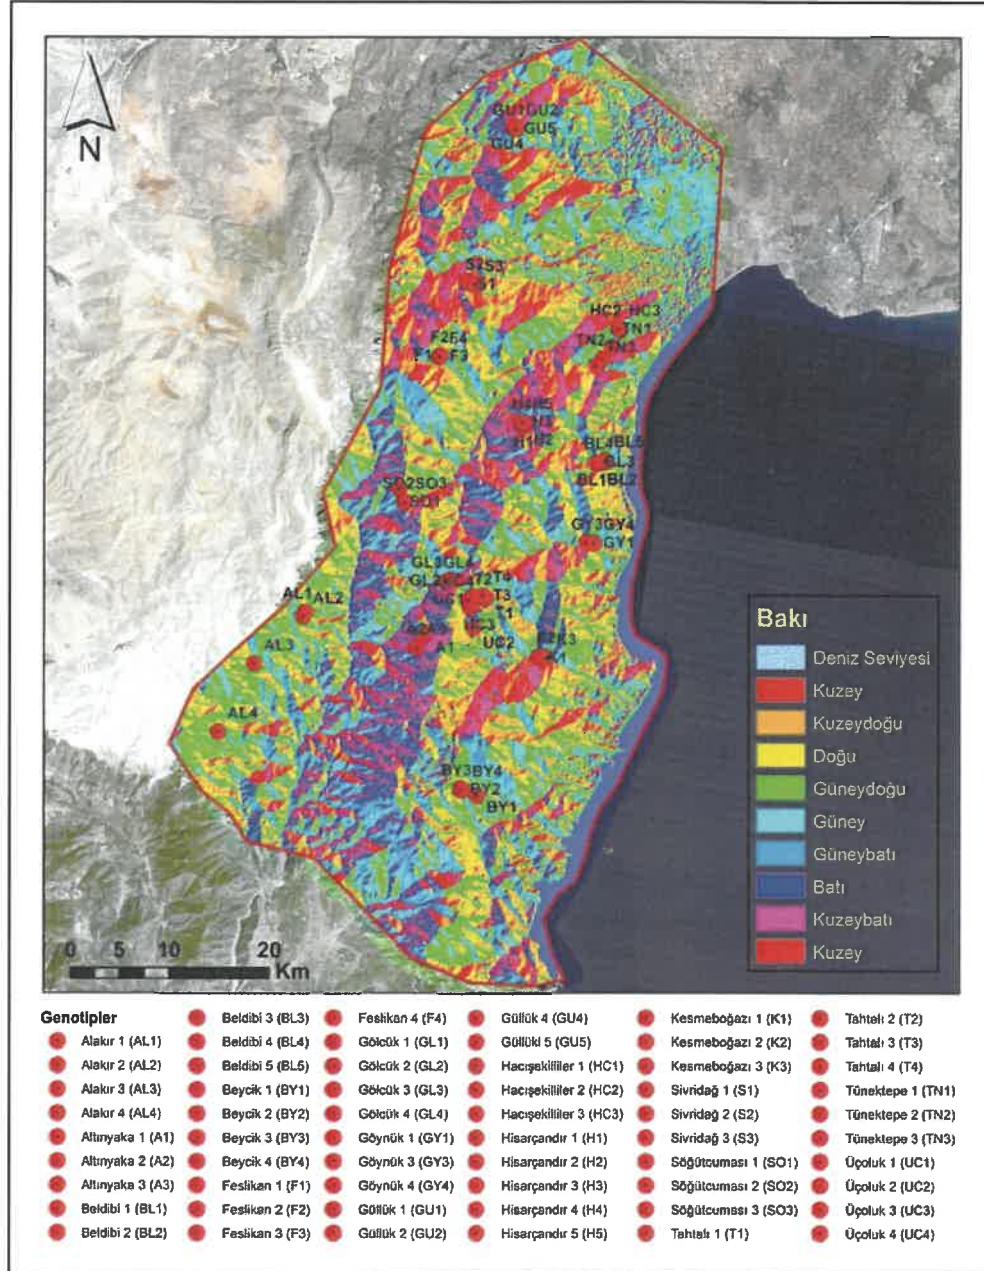 N
GU1GU2
GU5
GU4
S2S3
S1
HC2 HC3
TN1
TN2
TN3
F2F4
F1 F3
H4H5
H3
H1H2
BL4BL5
BL3
BL1BL2
SO2SO3
SO1
GY3GY4
GY1
GL3GL4
GL2 T2 T4
T3
T1
AL1AL2
UC2
A1
K3
AL3
AL4
BY3BY4
BY2
BY1
0 5 10 20
Km
Bakı
Deniz Seviyesi
Kuzey
Kuzeydoğu
Doğu
Güneydoğu
Güney
Güneybatı
Batı
Kuzeybatı
Kuzey
Genotipler
Alakır 1 (AL1)
Alakır 2 (AL2)
Alakır 3 (AL3)
Alakır 4 (AL4)
Altınyaka 1 (A1)
Altınyaka 2 (A2)
Altınyaka 3 (A3)
Beldibi 1 (BL1)
Beldibi 2 (BL2)
Beldibi 3 (BL3)
Beldibi 4 (BL4)
Beldibi 5 (BL5)
Beycik 1 (BY1)
Beycik 2 (BY2)
Beycik 3 (BY3)
Beycik 4 (BY4)
Feslikan 1 (F1)
Feslikan 2 (F2)
Feslikan 3 (F3)
Feslikan 4 (F4)
Gölcük 1 (GL1)
Gölcük 2 (GL2)
Gölcük 3 (GL3)
Gölcük 4 (GL4)
Göynük 1 (GY1)
Göynük 3 (GY3)
Göynük 4 (GY4)
Güllük 1 (GU1)
Güllük 2 (GU2)
Güllük 4 (GU4)
Güllükl 5 (GU5)
Hacışekilliler 1 (HC1)
Hacışekilliler 2 (HC2)
Hacışekilliler 3 (HC3)
Hisarçandır 1 (H1)
Hisarçandır 2 (H2)
Hisarçandır 3 (H3)
Hisarçandır 4 (H4)
Hisarçandır 5 (H5)
Kesmeboğazı 1 (K1)
Kesmeboğazı 2 (K2)
Kesmeboğazı 3 (K3)
Sivridağ 1 (S1)
Sivridağ 2 (S2)
Sivridağ 3 (S3)
Söğütcuması 1 (SO1)
Söğütcuması 2 (SO2)
Söğütcuması 3 (SO3)
Tahtalı 1 (T1)
Tahtalı 2 (T2)
Tahtalı 3 (T3)
Tahtalı 4 (T4)
Tünektepe 1 (TN1)
Tünektepe 2 (TN2)
Tünektepe 3 (TN3)
Üçoluk 1 (UC1)
Üçoluk 2 (UC2)
Üçoluk 3 (UC3)
Üçoluk 4 (UC4)